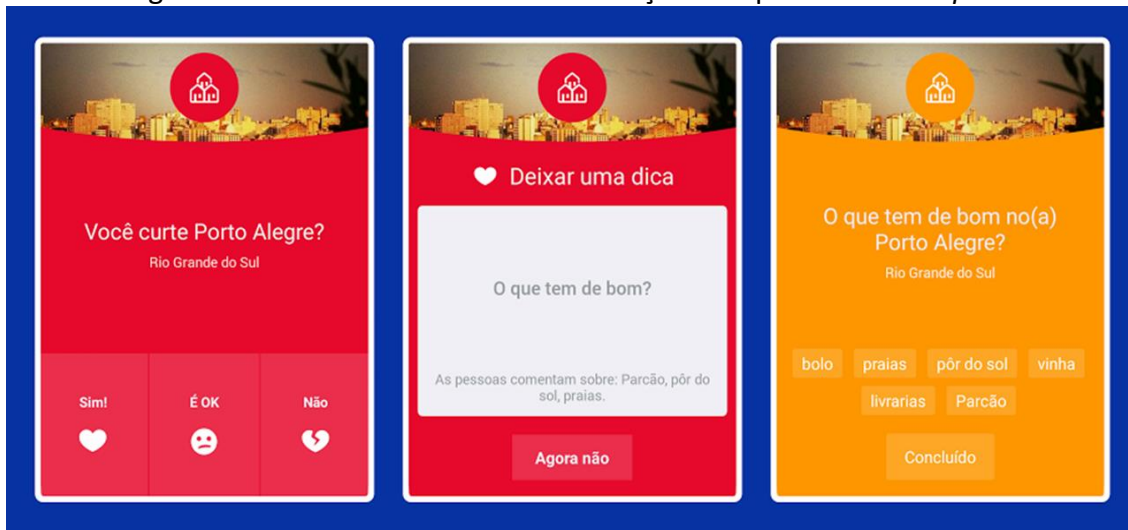 Você curte Porto Alegre?
Rio Grande do Sul
Sim!
É OK
Não
Deixar uma dica
O que tem de bom?
As pessoas comentam sobre: Parcão, pôr do
sol, praias.
Agora não
O que tem de bom no(a)
Porto Alegre?
Rio Grande do Sul
bolo praias pôr do sol vinha
livrarias Parcão
Concluído